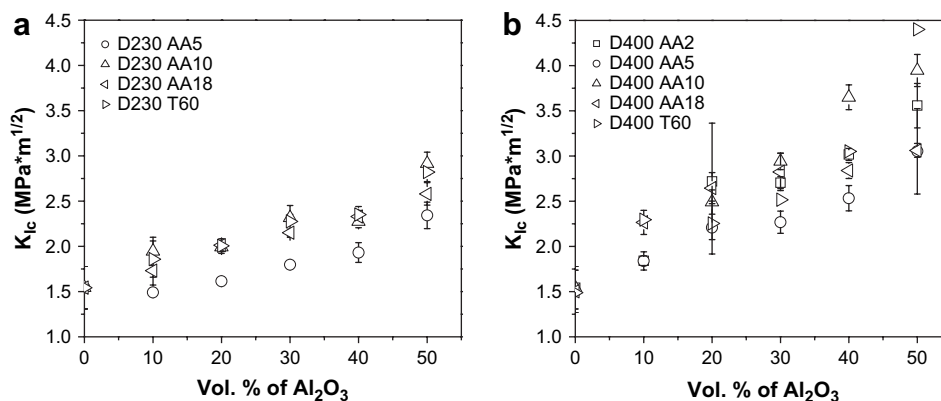 a
D230 AA5
D230 AA10
D230 AA18
D230 T60
4.5
4.0
3.5
3.0
2.5
2.0
1.5
1.0
K_Ic (MPa*m^1/2)
0 10 20 30 40 50
Vol. % of Al₂O₃
b
D400 AA2
D400 AA5
D400 AA10
D400 AA18
D400 T60
4.5
4.0
3.5
3.0
2.5
2.0
1.5
1.0
K_Ic (MPa*m^1/2)
0 10 20 30 40 50
Vol. % of Al₂O₃